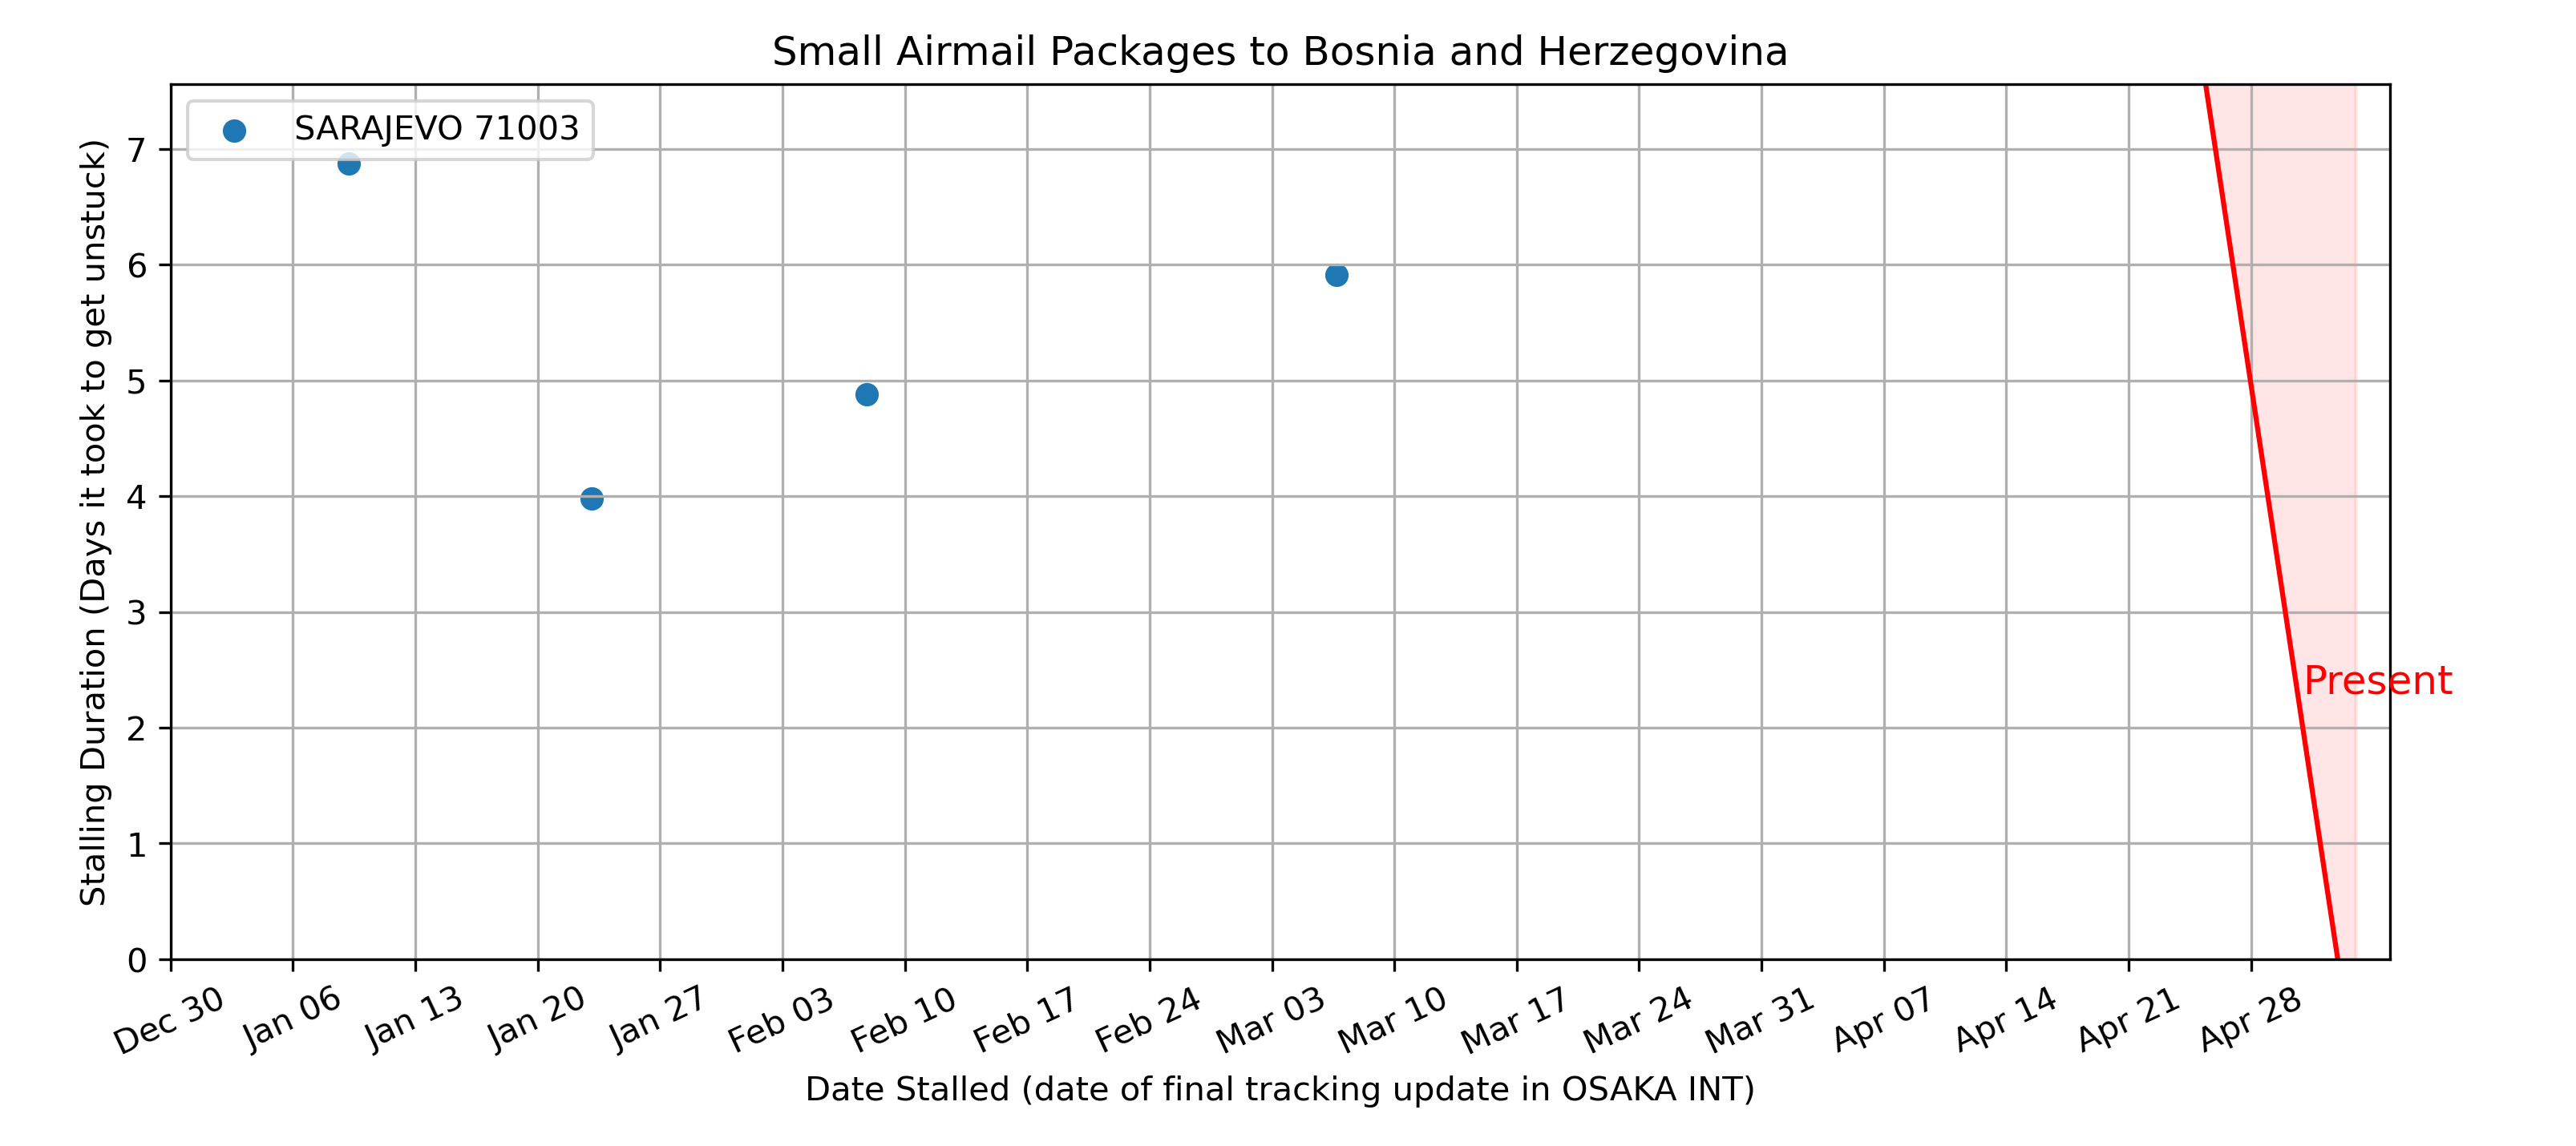 Small Airmail Packages to Bosnia and Herzegovina
SARAJEVO 71003
Stalling Duration (Days it took to get unstuck)
7
6
5
4
3
2
1
0
Present
Dec 30
Jan 06
Jan 13
Jan 20
Jan 27
Feb 03
Feb 10
Feb 17
Feb 24
Mar 03
Mar 10
Mar 17
Mar 24
Mar 31
Apr 07
Apr 14
Apr 21
Apr 28
Date Stalled (date of final tracking update in OSAKA INT)